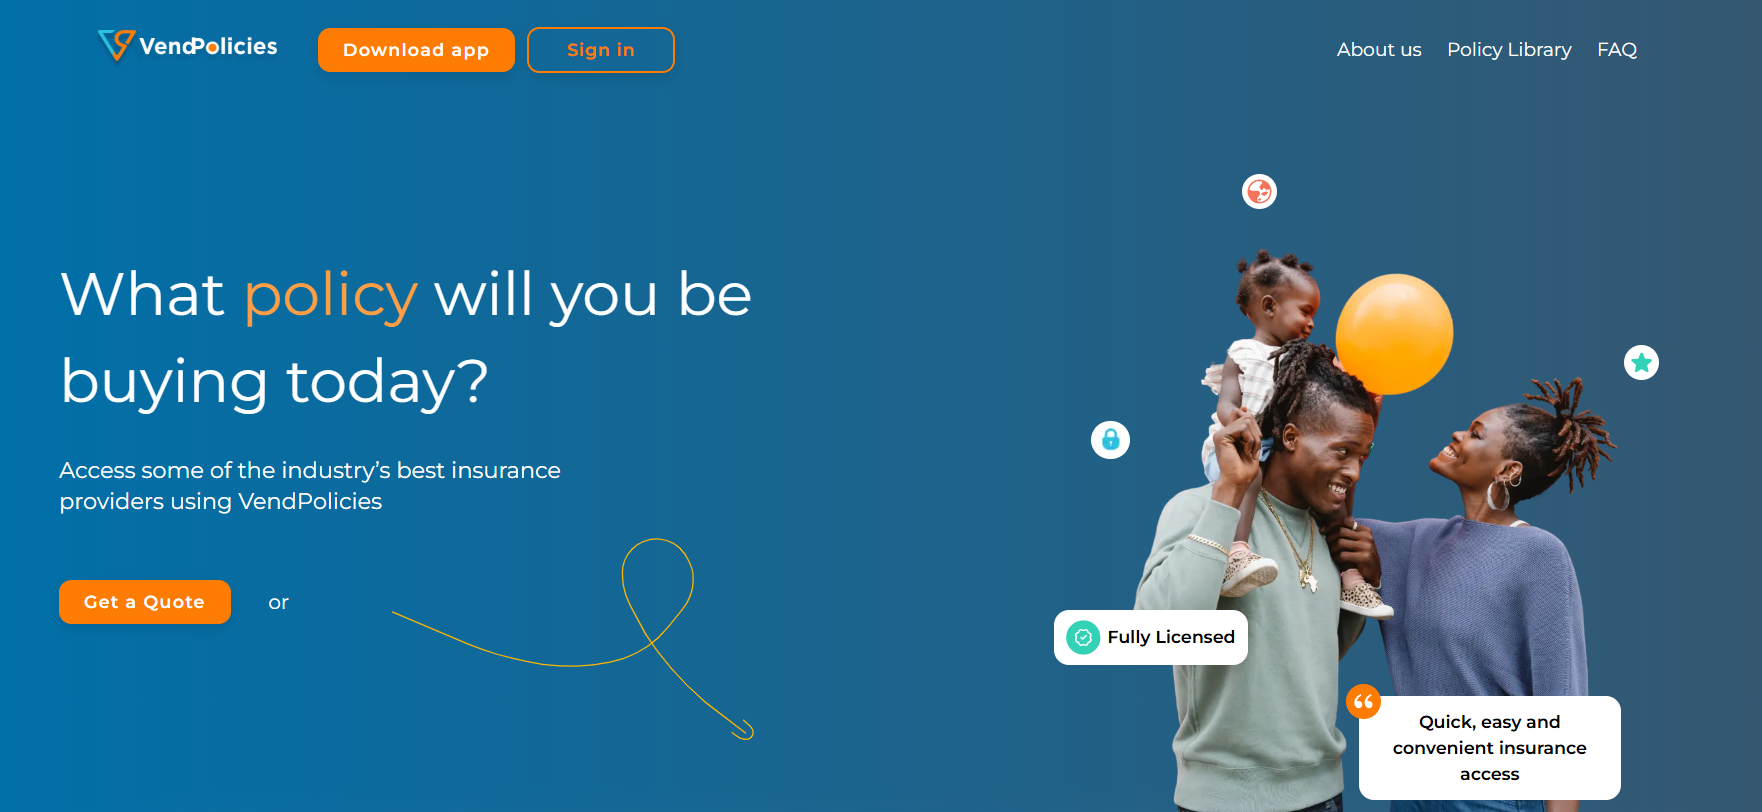 VendPolicies
Download app
Sign in
About us
Policy Library
FAQ
What policy will you be
buying today?
Access some of the industry’s best insurance
providers using VendPolicies
Get a Quote
or
Fully Licensed
Quick, easy and
convenient insurance
access